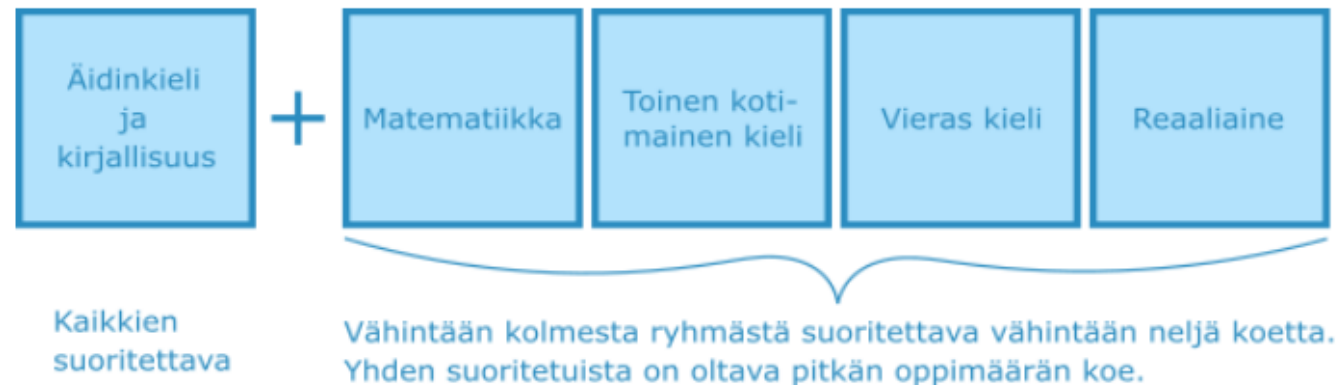 Äidinkieli
ja
kirjallisuus
+
Matematiikka
Toinen koti-
mainen kieli
Vieras kieli
Reaaliaine
Kaikkien
suoritettava
Vähintään kolmesta ryhmästä suoritettava vähintään neljä koetta.
Yhden suoritetuista on oltava pitkän oppimäärän koe.